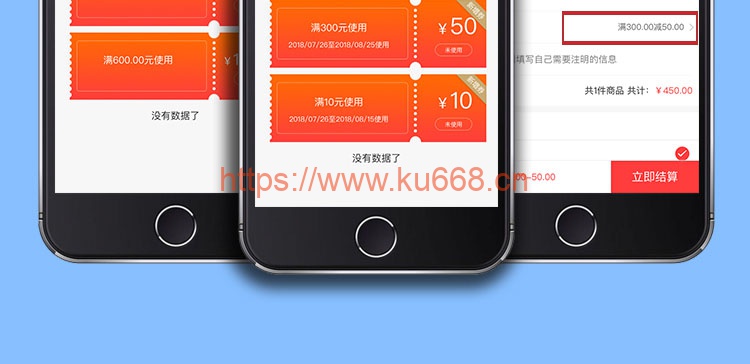 满600.00元使用
¥1
没有数据了
满300元使用
2018/07/26至2018/08/25使用
¥50
未使用
新增券
满10元使用
2018/07/26至2018/08/15使用
¥10
未使用
新增券
没有数据了
满300.00减50.00
填写自己需要注明的信息
共1件商品 共计: ¥450.00
00-50.00
立即结算
https://www.ku668.cn